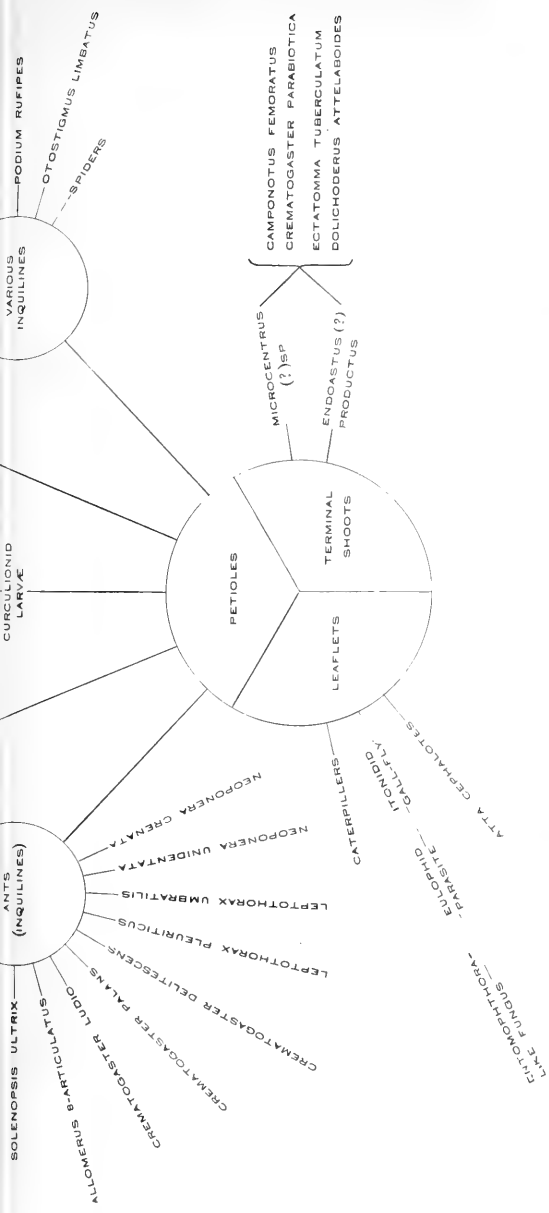 ANTS
(INQUILINES)
SOLENOPSIS ULTRIX
ALLOMERUS 8-ARTICULATUS
CREMATOGASTER LUDIO
CREMATOGASTER PALANS
CREMATOGASTER DELITESCENS
LEPTOTHORAX PLEURITICUS
LEPTOTHORAX UMBRATILIS
NEOPONERA UNIDENTATA
NEOPONERA CRENATA
CURCULIONID
LARVÆ
VARIOUS
INQUILINES
PODIUM RUFIPES
OTOSTIGMUS LIMBATUS
SPIDERS
PETIOLES
LEAFLETS
TERMINAL
SHOOTS
CATERPILLERS
ITONIDID
GALL-FLY
EULOPHID
PARASITE
ENTOMOPHTHORA-
LIKE FUNGUS
ATTA CEPHALOTES
MICROCENTRUS
(?)SP
ENDOASTUS(?)
PRODUCTUS
CAMPONOTUS FEMORATUS
CREMATOGASTER PARABIOTICA
ECTATOMMA TUBERCULATUM
DOLICHODERUS ATTELABOIDES